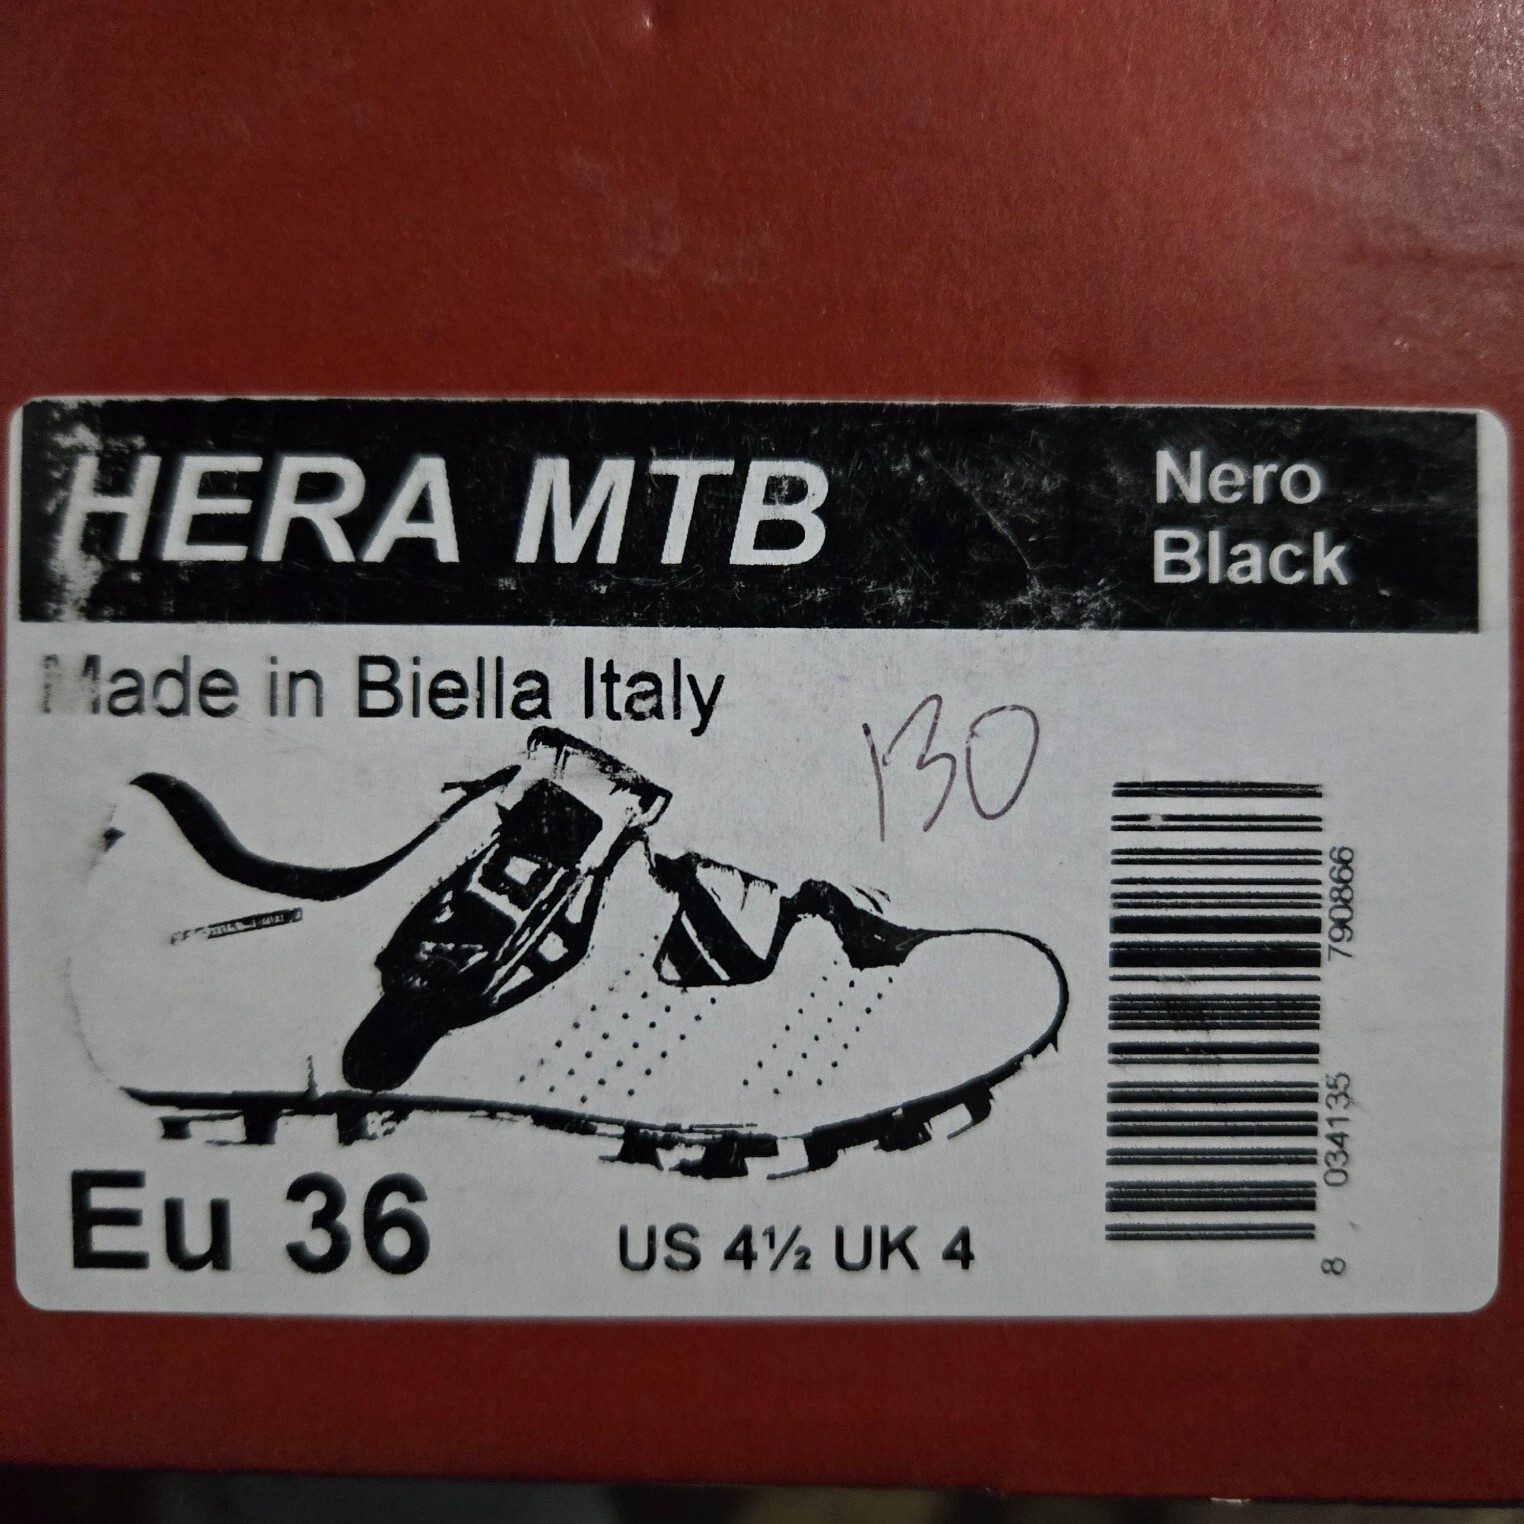 HERA MTB
Nero
Black
Made in Biella Italy
130
Eu 36
US 4½ UK 4
8 034135 790866